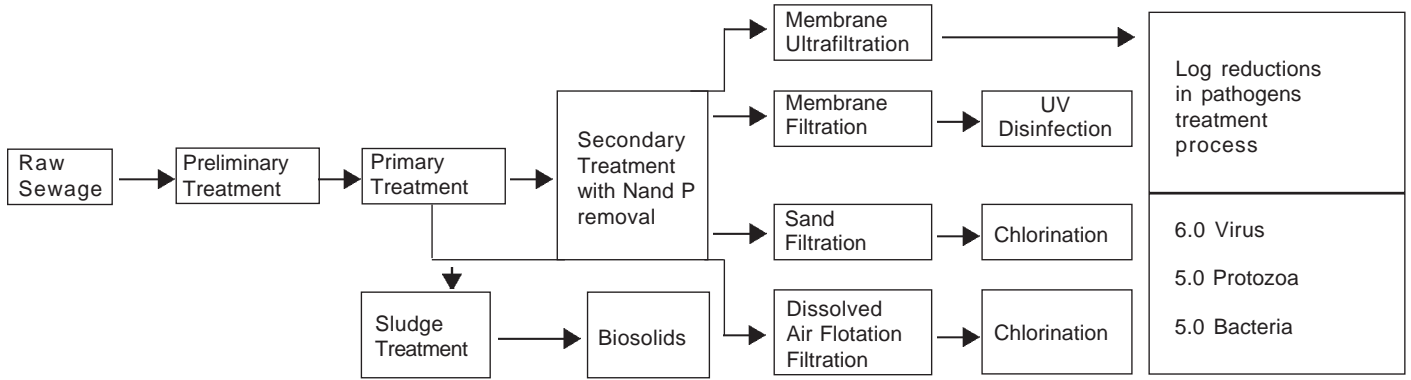 Raw
Sewage
Preliminary
Treatment
Primary
Treatment
Secondary
Treatment
with Nand P
removal
Membrane
Ultrafiltration
Membrane
Filtration
UV
Disinfection
Sand
Filtration
Chlorination
Dissolved
Air Flotation
Filtration
Chlorination
Sludge
Treatment
Biosolids
Log reductions
in pathogens
treatment
process
6.0 Virus
5.0 Protozoa
5.0 Bacteria